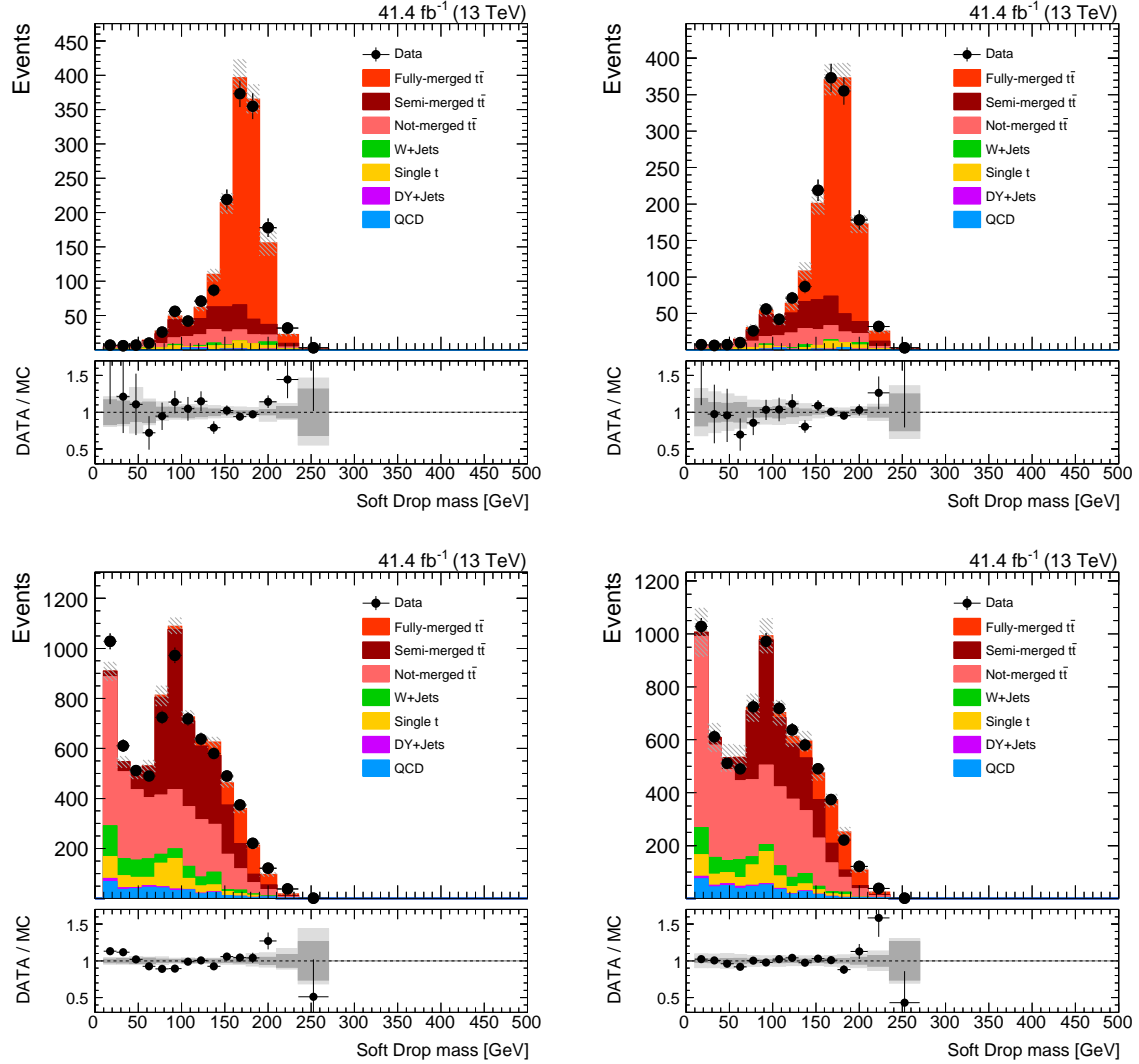 41.4 fb⁻¹ (13 TeV)
Events
450
400
350
300
250
200
150
100
50
Data
Fully-merged tt̄
Semi-merged tt̄
Not-merged tt̄
W+Jets
Single t
DY+Jets
QCD
DATA / MC
1.5
1
0.5
0 50 100 150 200 250 300 350 400 450 500
Soft Drop mass [GeV]
41.4 fb⁻¹ (13 TeV)
Events
400
350
300
250
200
150
100
50
Data
Fully-merged tt̄
Semi-merged tt̄
Not-merged tt̄
W+Jets
Single t
DY+Jets
QCD
DATA / MC
1.5
1
0.5
0 50 100 150 200 250 300 350 400 450 500
Soft Drop mass [GeV]
41.4 fb⁻¹ (13 TeV)
Events
1200
1000
800
600
400
200
Data
Fully-merged tt̄
Semi-merged tt̄
Not-merged tt̄
W+Jets
Single t
DY+Jets
QCD
DATA / MC
1.5
1
0.5
0 50 100 150 200 250 300 350 400 450 500
Soft Drop mass [GeV]
41.4 fb⁻¹ (13 TeV)
Events
1200
1000
800
600
400
200
Data
Fully-merged tt̄
Semi-merged tt̄
Not-merged tt̄
W+Jets
Single t
DY+Jets
QCD
DATA / MC
1.5
1
0.5
0 50 100 150 200 250 300 350 400 450 500
Soft Drop mass [GeV]